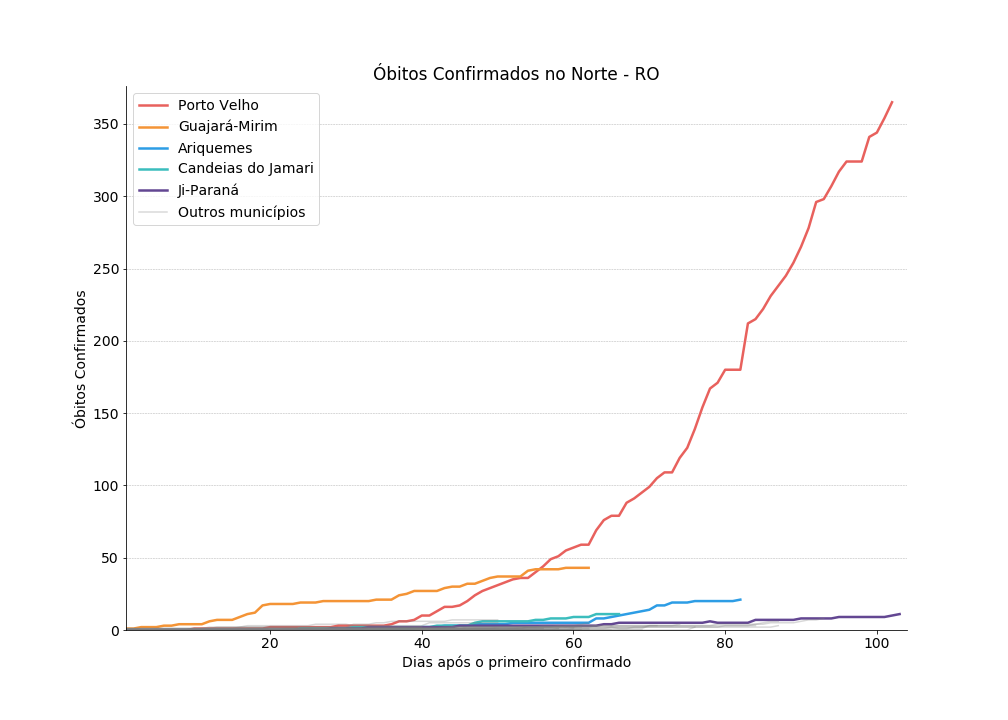 Óbitos Confirmados no Norte - RO
Porto Velho
Guajará-Mirim
Ariquemes
Candeias do Jamari
Ji-Paraná
Outros municípios
350
300
250
200
150
100
50
0
Óbitos Confirmados
20 40 60 80 100
Dias após o primeiro confirmado